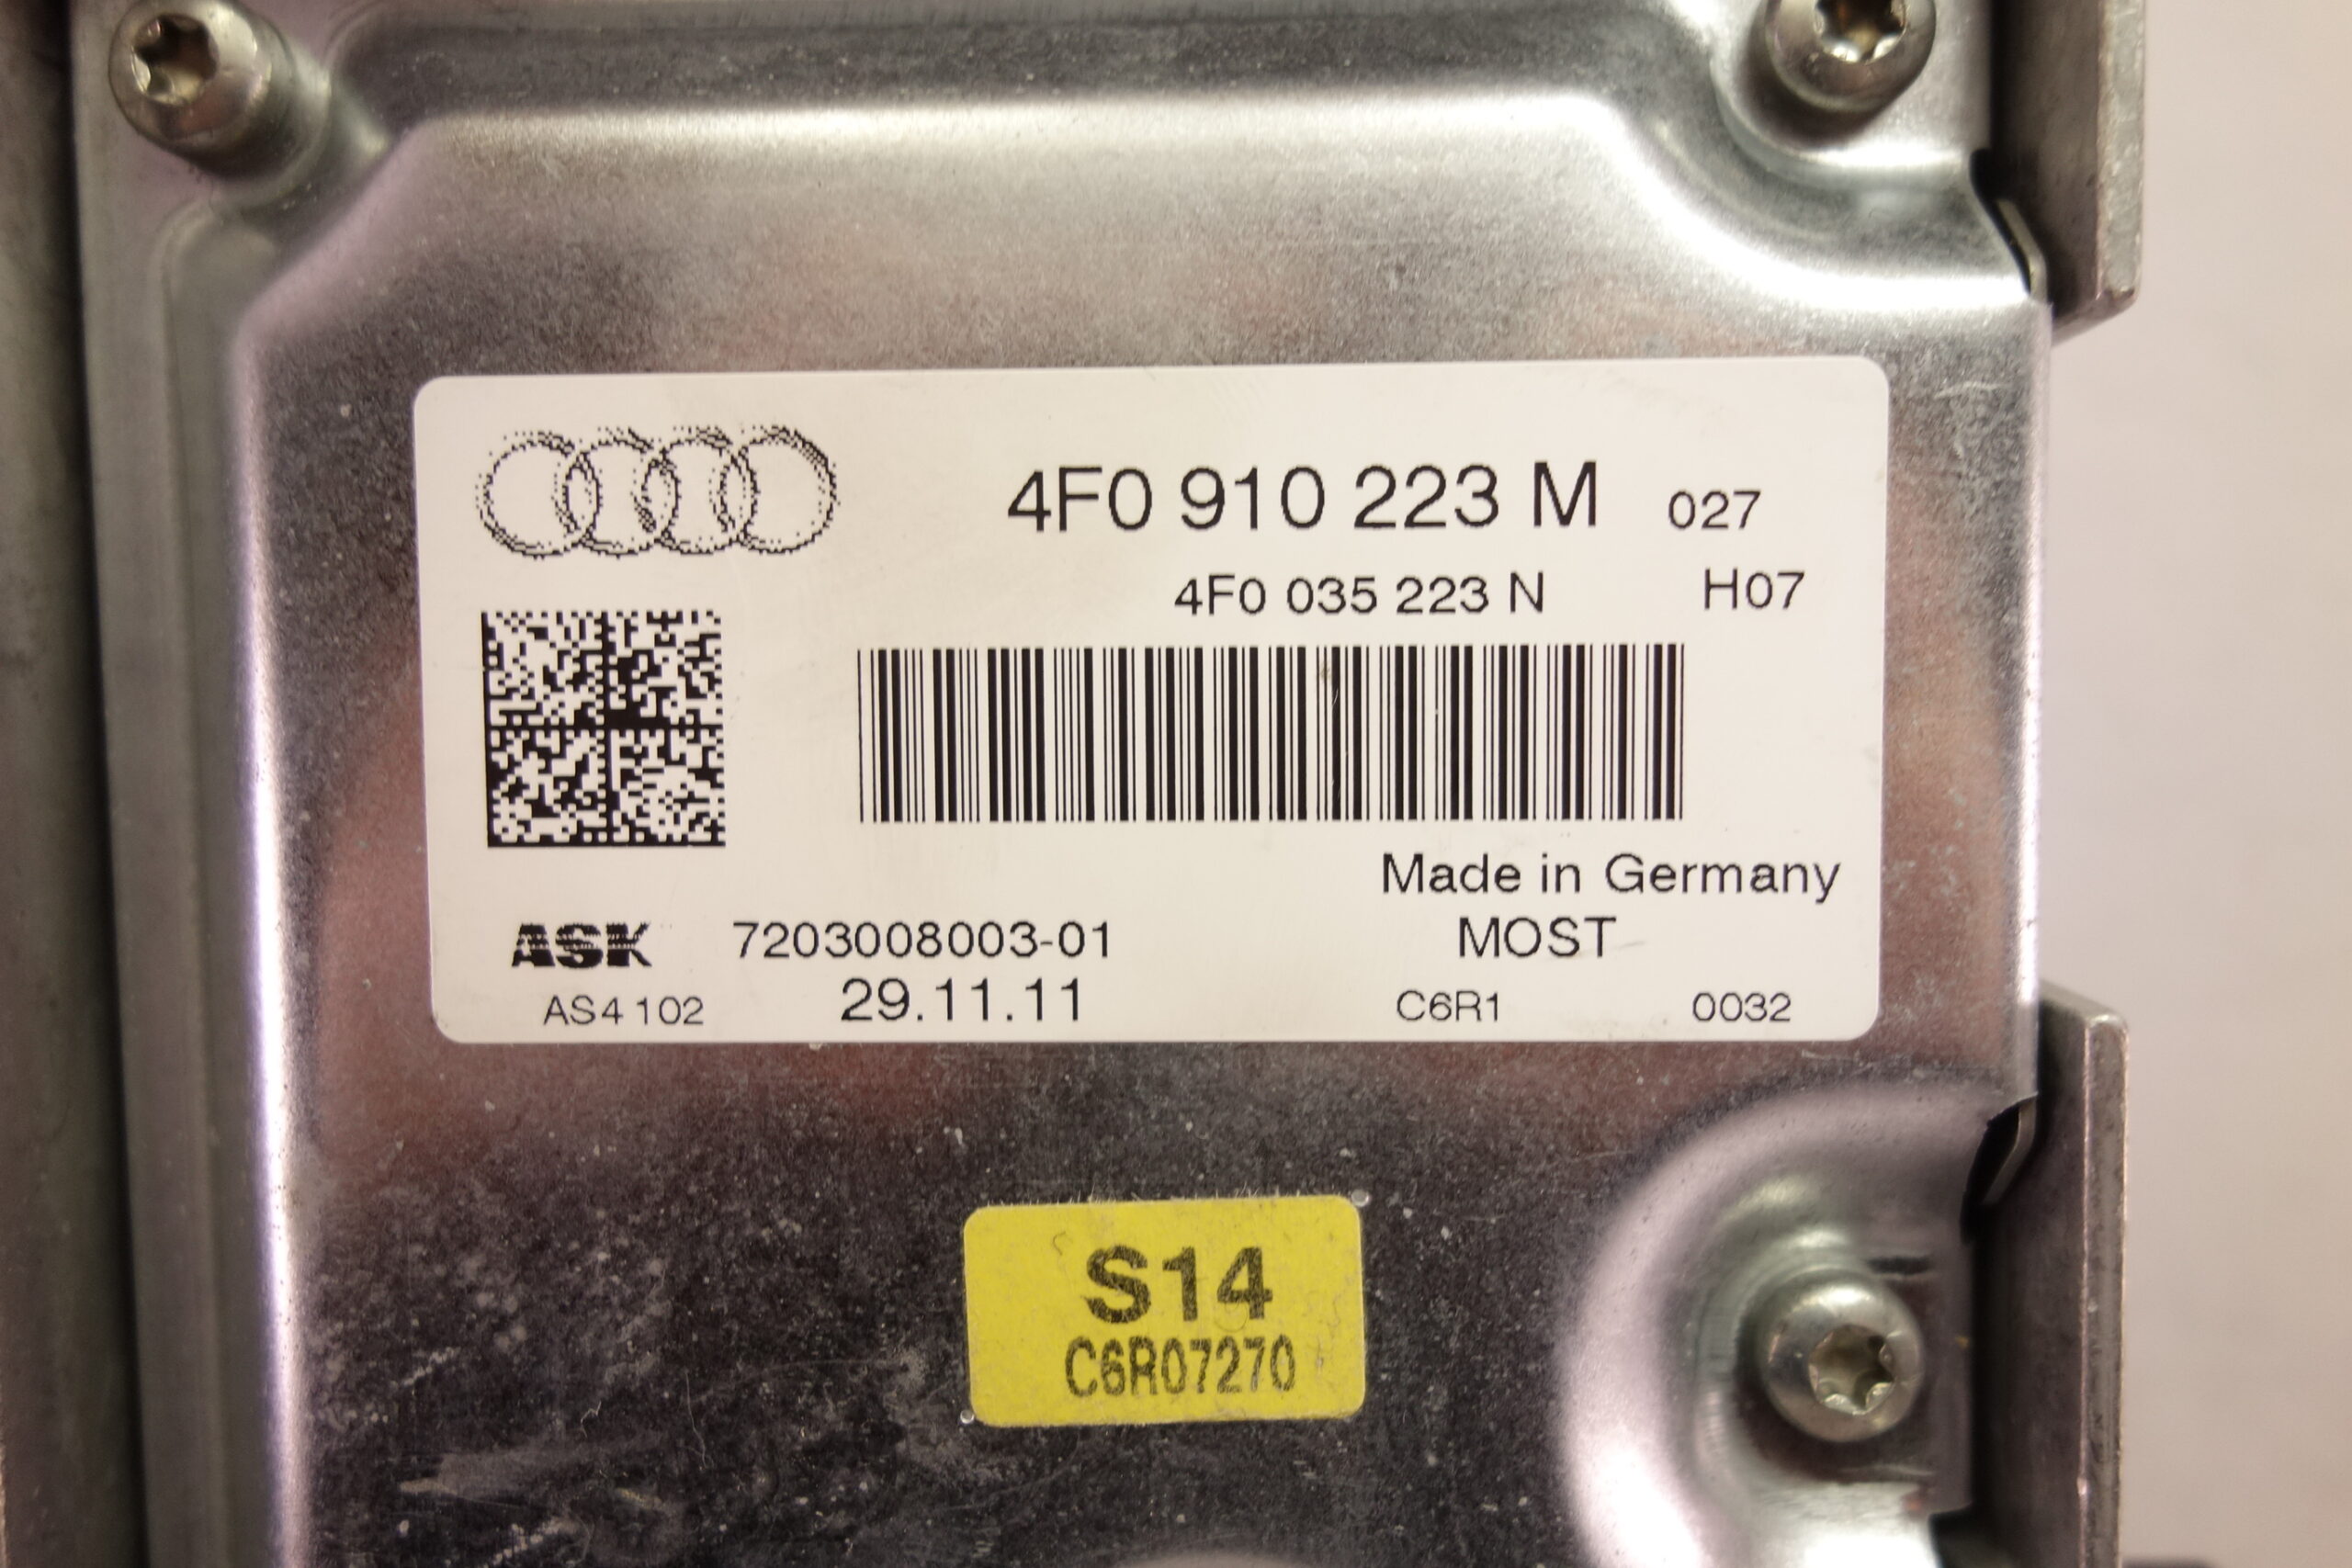 4F0 910 223 M 027
4F0 035 223 N H07
Made in Germany
ASK 7203008003-01 MOST
AS4 102 29.11.11 C6R1 0032
S14
C6R07270